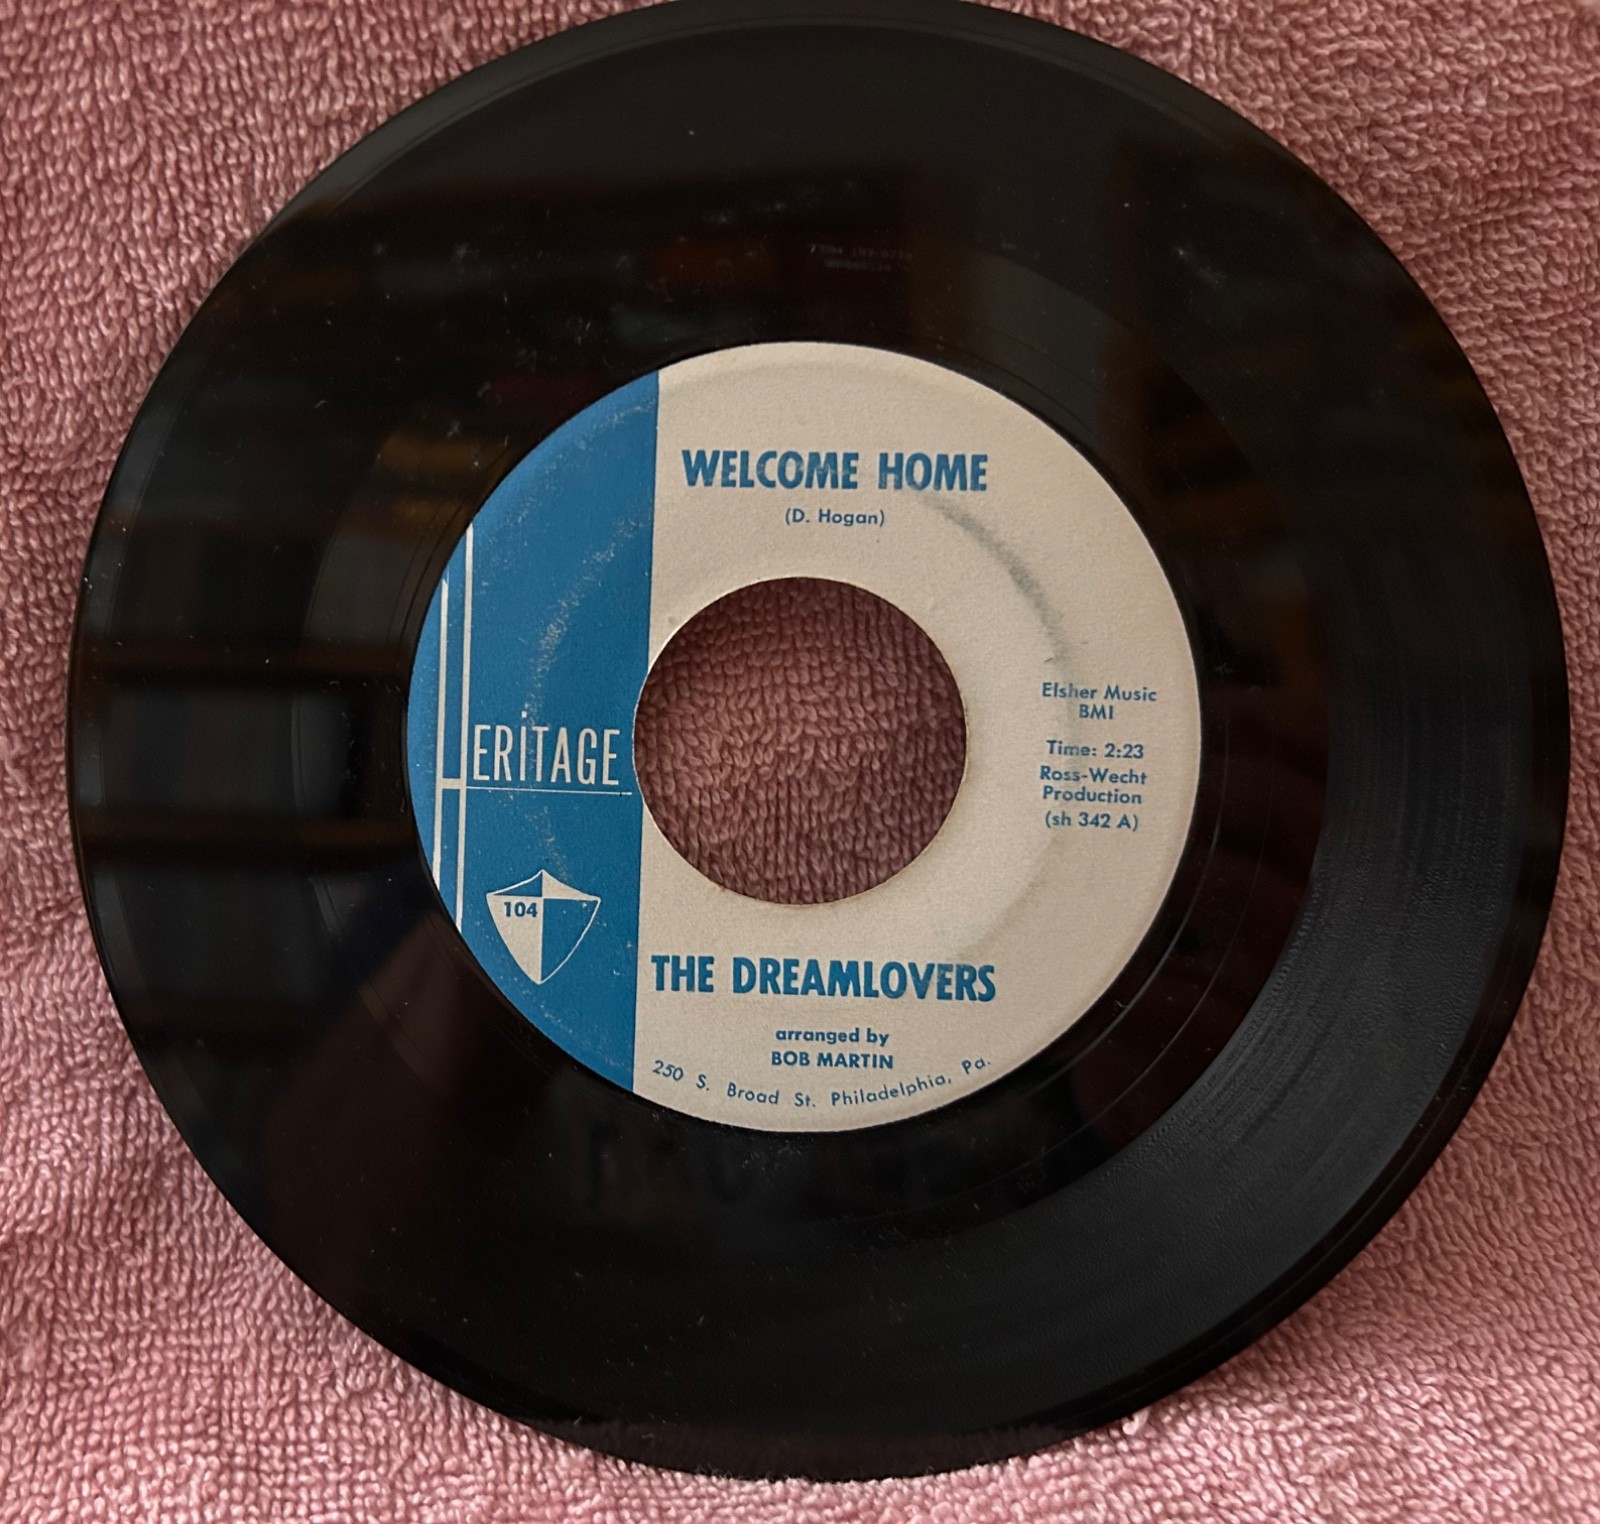 WELCOME HOME
(D. Hogan)
HERITAGE
104
Elsher Music
BMI
Time: 2:23
Ross-Wecht
Production
(sh 342 A)
THE DREAMLOVERS
arranged by
BOB MARTIN
250 S. Broad St. Philadelphia, Pa.